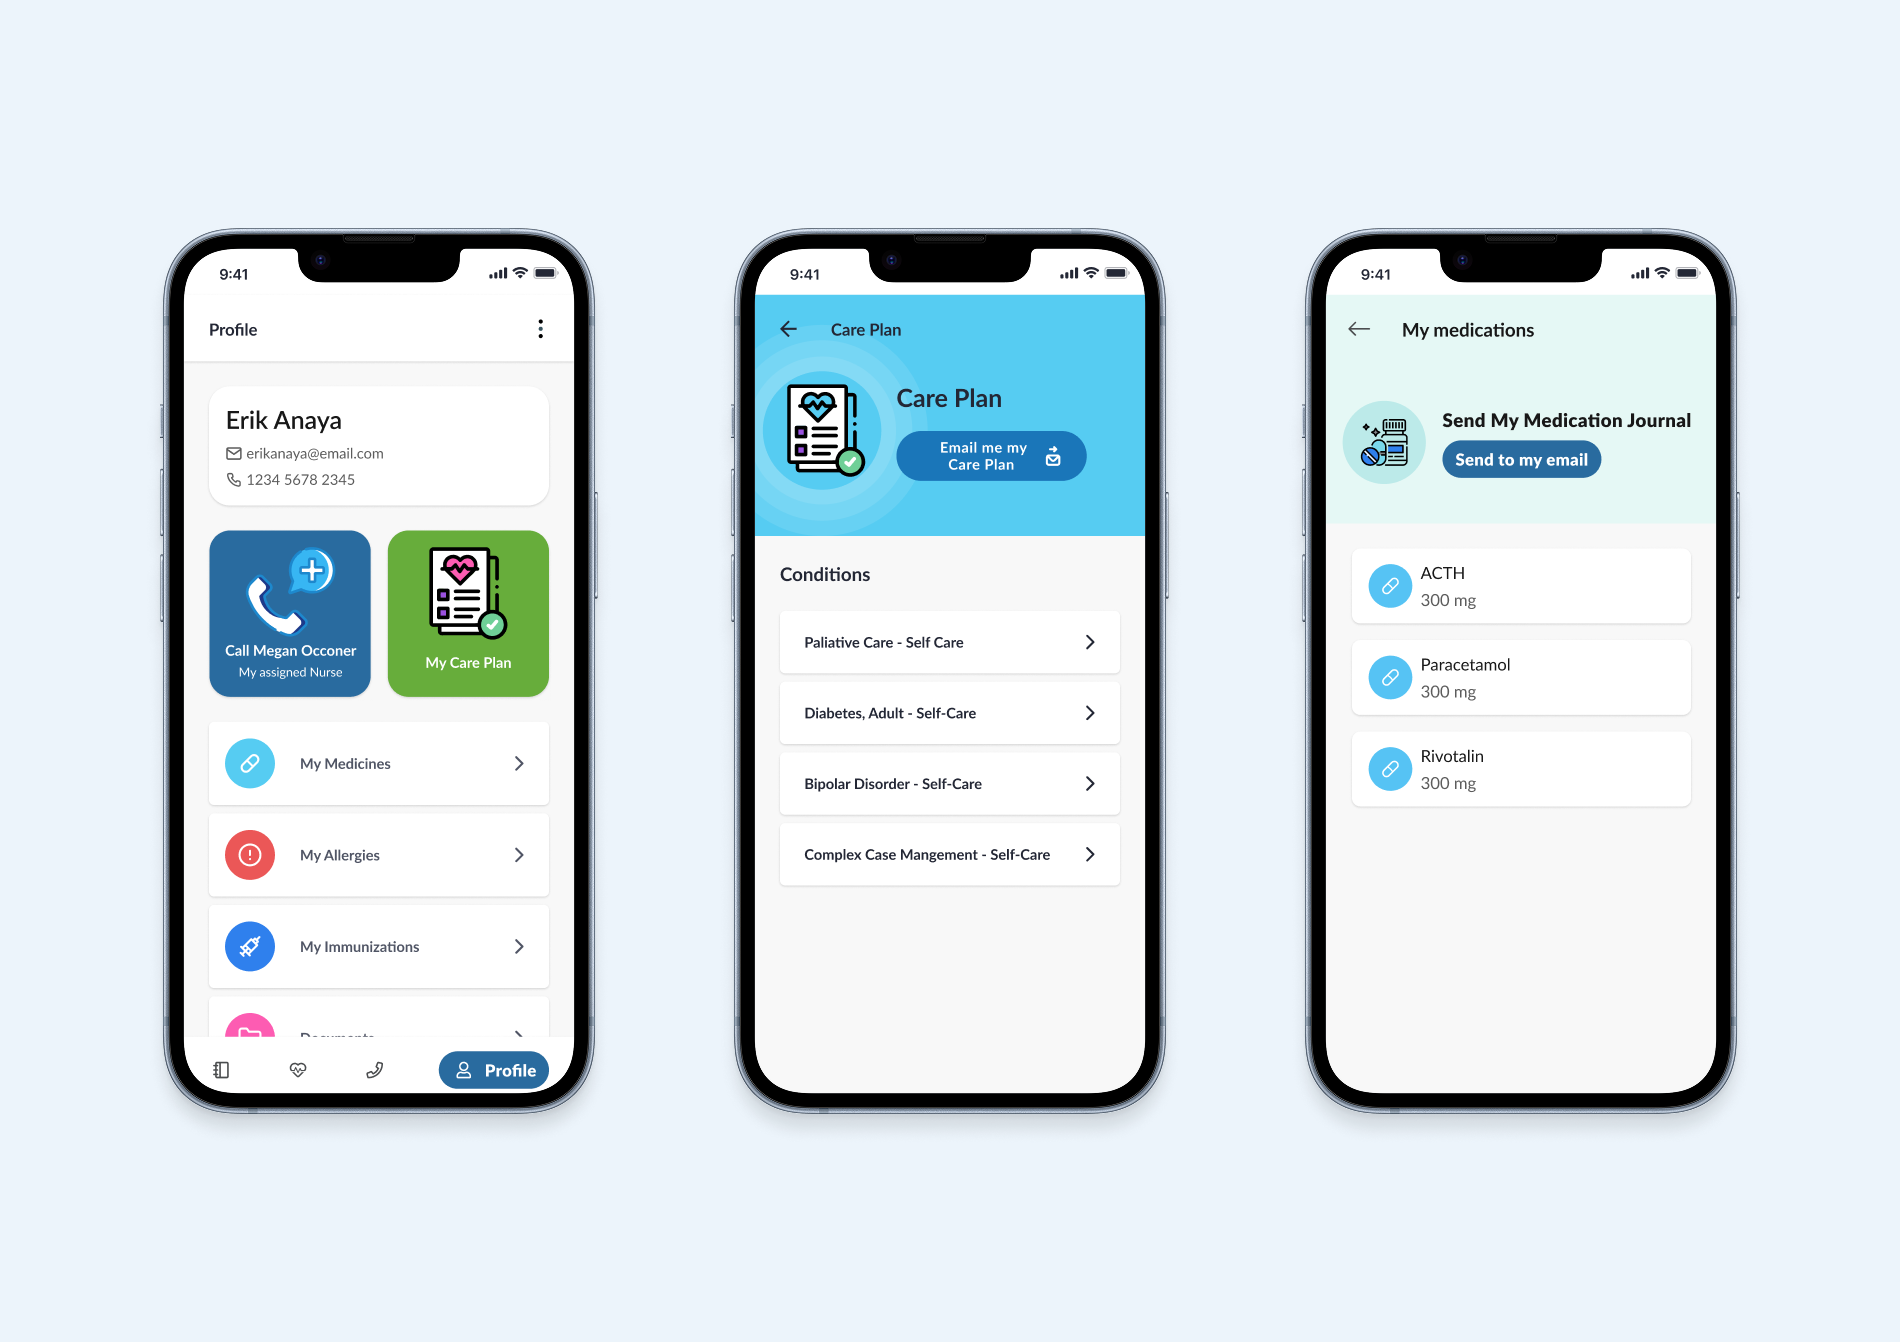 9:41
Profile
Erik Anaya
erikanaya@email.com
1234 5678 2345
Call Megan Occoner
My assigned Nurse
My Care Plan
My Medicines
My Allergies
My Immunizations
Documents
Profile
9:41
Care Plan
Care Plan
Email me my
Care Plan
Conditions
Paliative Care - Self Care
Diabetes, Adult - Self-Care
Bipolar Disorder - Self-Care
Complex Case Mangement - Self-Care
9:41
My medications
Send My Medication Journal
Send to my email
ACTH
300 mg
Paracetamol
300 mg
Rivotalin
300 mg